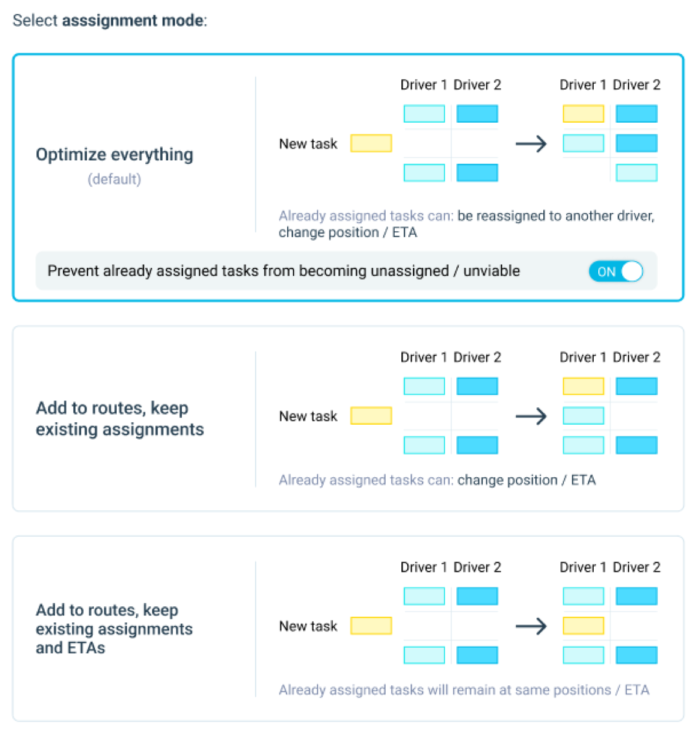 Select asssignment mode:
Driver 1 Driver 2 Driver 1 Driver 2
New task
Optimize everything
(default)
Already assigned tasks can: be reassigned to another driver,
change position / ETA
Prevent already assigned tasks from becoming unassigned / unviable ON
Driver 1 Driver 2 Driver 1 Driver 2
Add to routes, keep
existing assignments
New task
Already assigned tasks can: change position / ETA
Driver 1 Driver 2 Driver 1 Driver 2
Add to routes, keep
existing assignments
and ETAs
New task
Already assigned tasks will remain at same positions / ETA